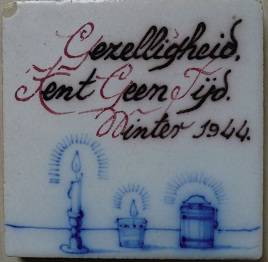 Gezelligheid.
Kent Geen Tijd.
Winter 1944.